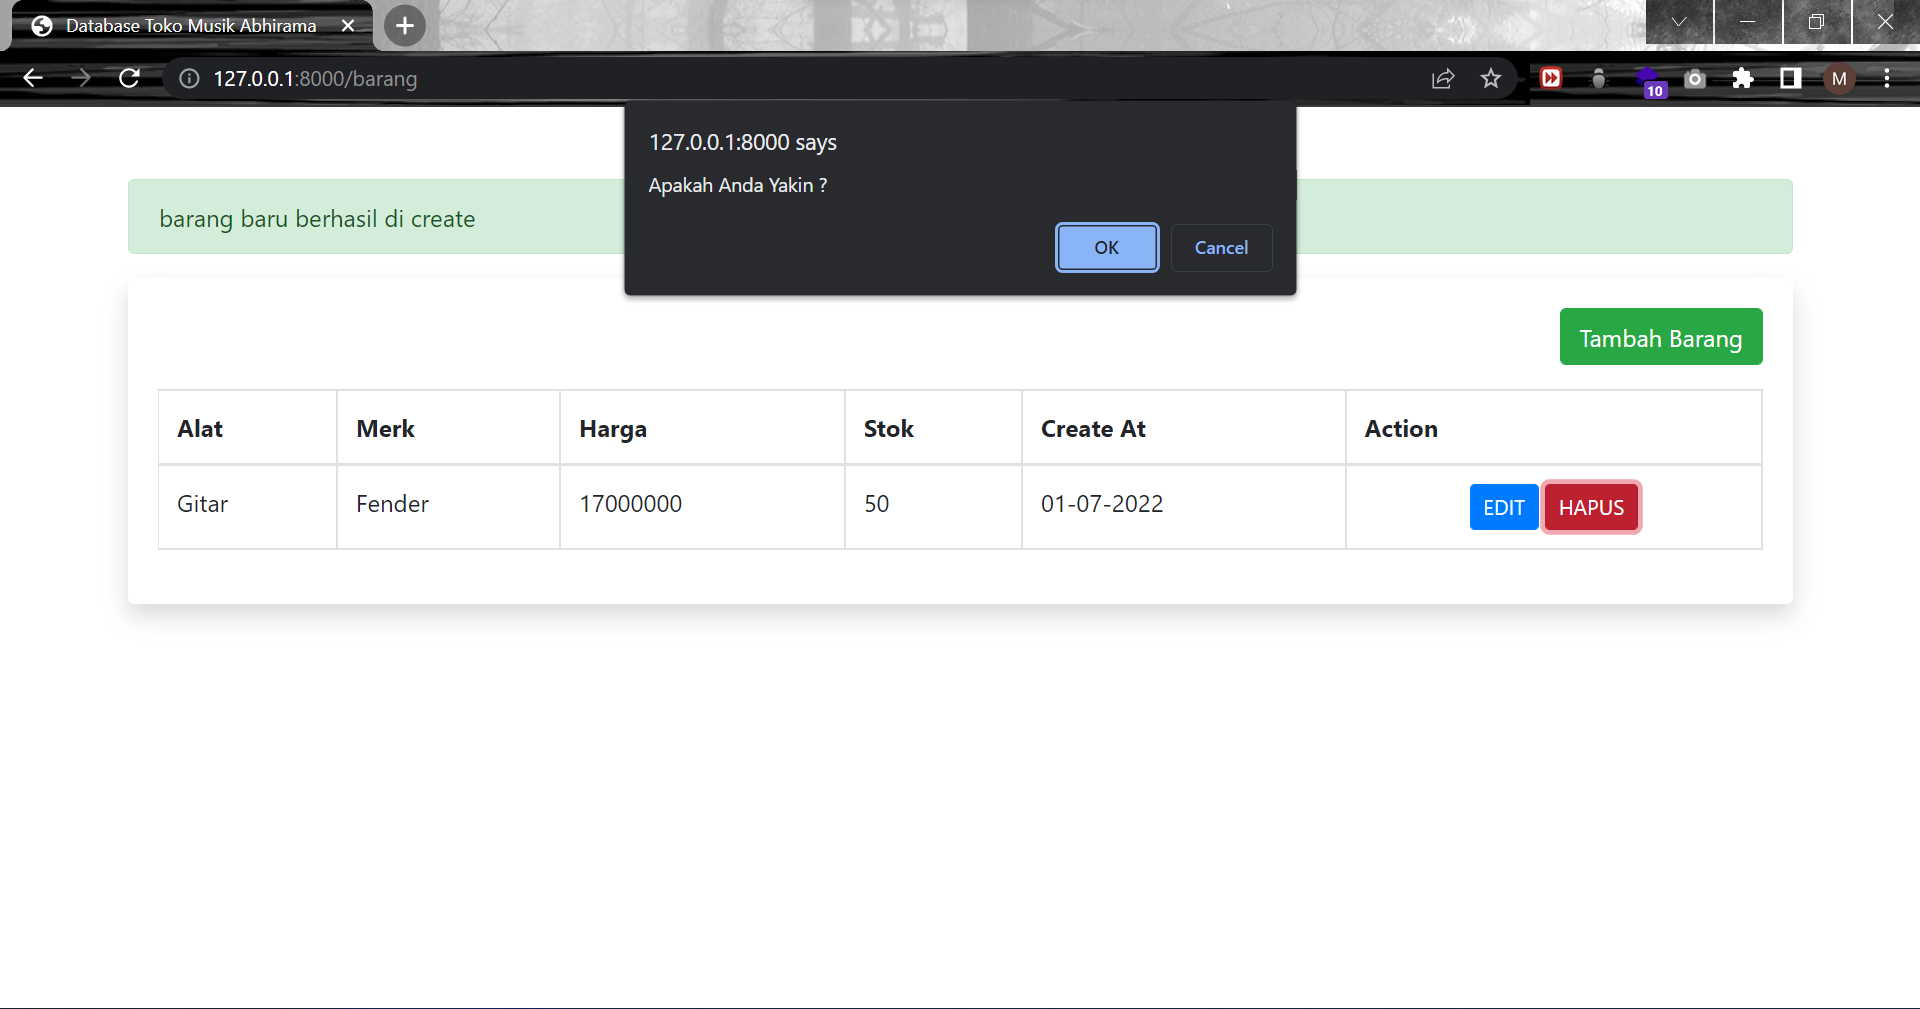 Database Toko Musik Abhirama
127.0.0.1:8000/barang
10
M
127.0.0.1:8000 says
Apakah Anda Yakin ?
OK
Cancel
barang baru berhasil di create
Tambah Barang
Alat
Merk
Harga
Stok
Create At
Action
Gitar
Fender
17000000
50
01-07-2022
EDIT
HAPUS